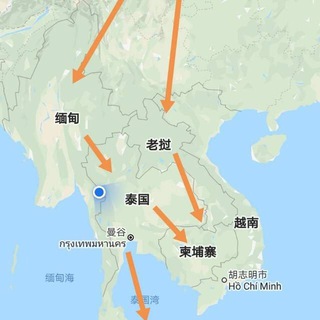 缅甸
老挝
泰国
曼谷
กรุงเทพมหานคร
越南
柬埔寨
缅甸海
泰国湾
胡志明市
Hồ Chí Minh